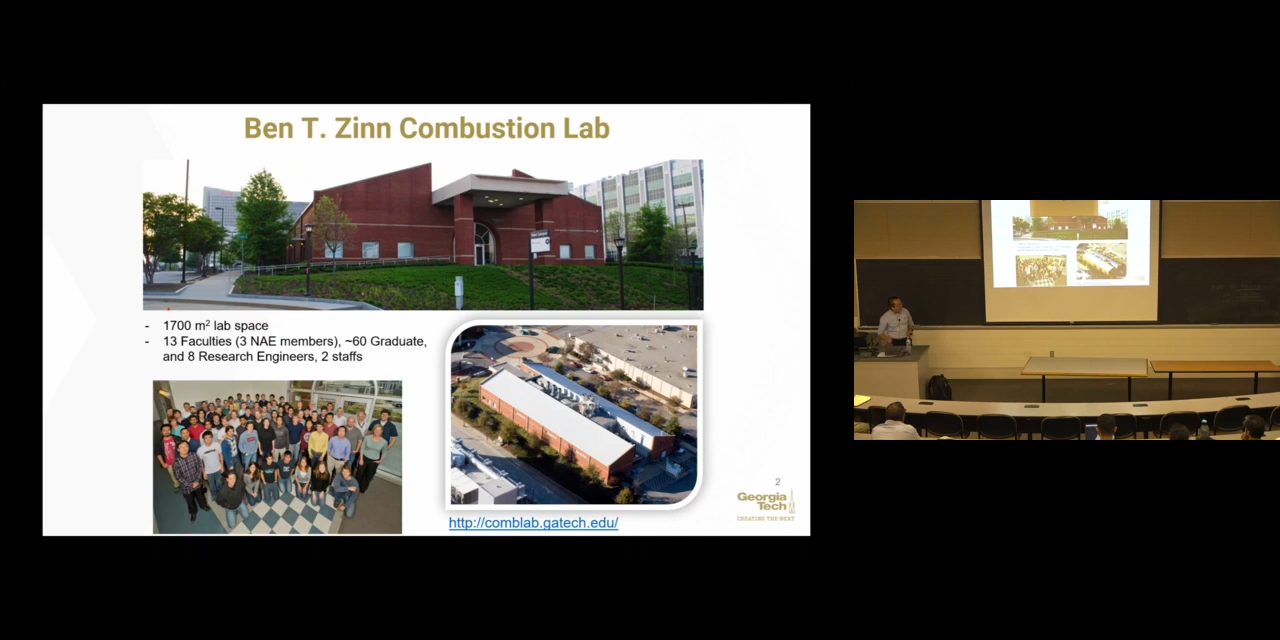 Ben T. Zinn Combustion Lab
- 1700 m² lab space
- 13 Faculties (3 NAE members), ~60 Graduate,
and 8 Research Engineers, 2 staffs
http://comblab.gatech.edu/
2
Georgia
Tech
CREATING THE NEXT